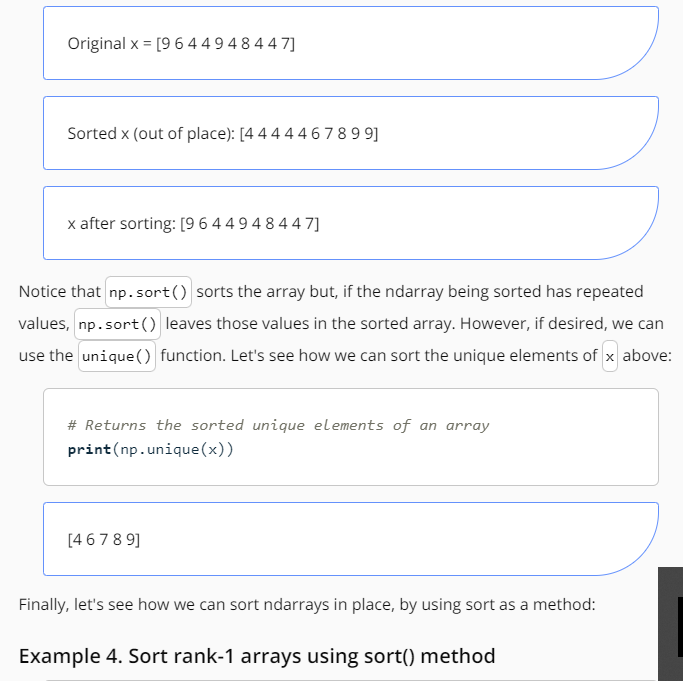 Original x = [9 6 4 4 9 4 8 4 4 7]
Sorted x (out of place): [4 4 4 4 4 6 7 8 9 9]
x after sorting: [9 6 4 4 9 4 8 4 4 7]
Notice that np.sort() sorts the array but, if the ndarray being sorted has repeated
values, np.sort() leaves those values in the sorted array. However, if desired, we can
use the unique() function. Let's see how we can sort the unique elements of x above:
# Returns the sorted unique elements of an array
print(np.unique(x))
[4 6 7 8 9]
Finally, let's see how we can sort ndarrays in place, by using sort as a method:
Example 4. Sort rank-1 arrays using sort() method